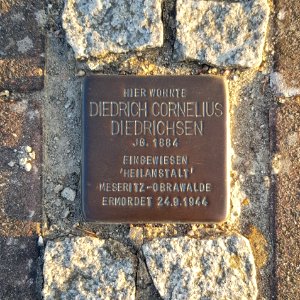 HIER WOHNTE
DIEDRICH CORNELIUS
DIEDRICHSEN
JG. 1884
EINGEWIESEN
'HEILANSTALT'
MESERITZ-OBRAWALDE
ERMORDET 24.9.1944